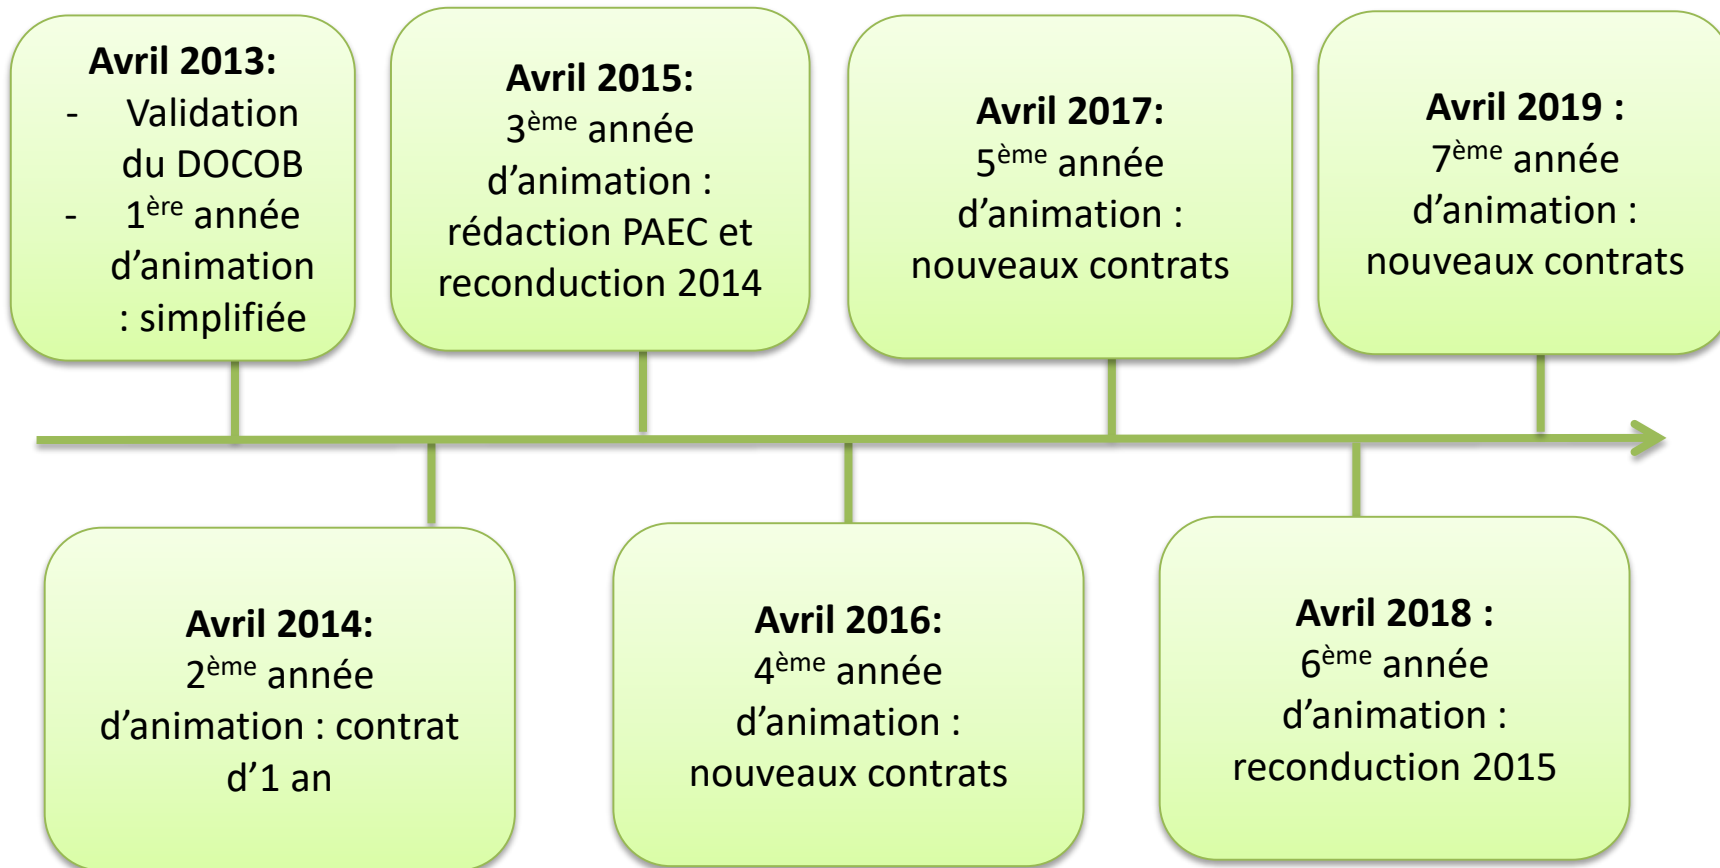 Avril 2013:
- Validation
du DOCOB
- 1ère année
d’animation
: simplifiée
Avril 2015:
3ème année
d’animation :
rédaction PAEC et
reconduction 2014
Avril 2017:
5ème année
d’animation :
nouveaux contrats
Avril 2019 :
7ème année
d’animation :
nouveaux contrats
Avril 2014:
2ème année
d’animation : contrat
d’1 an
Avril 2016:
4ème année
d’animation :
nouveaux contrats
Avril 2018 :
6ème année
d’animation :
reconduction 2015